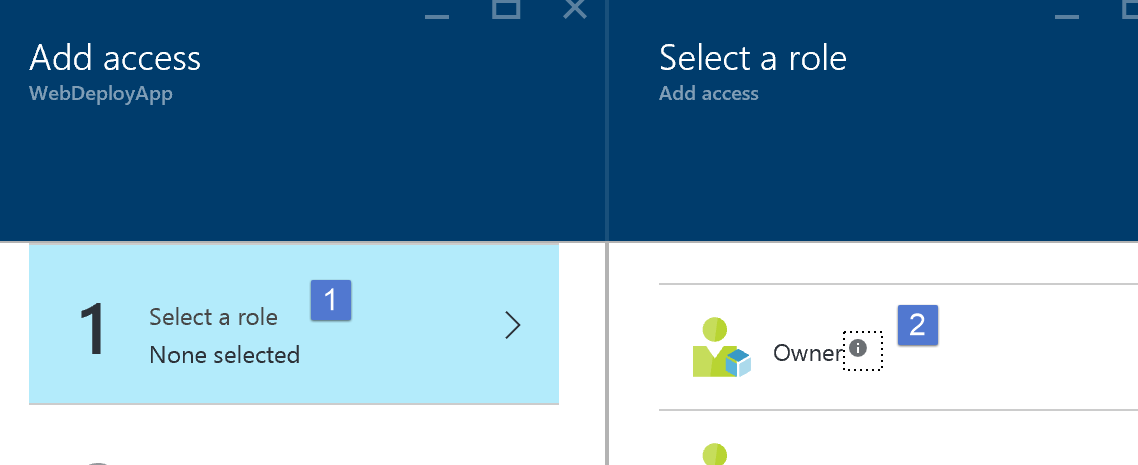 Add access
WebDeployApp
1
Select a role
None selected
1
Select a role
Add access
Owner
2